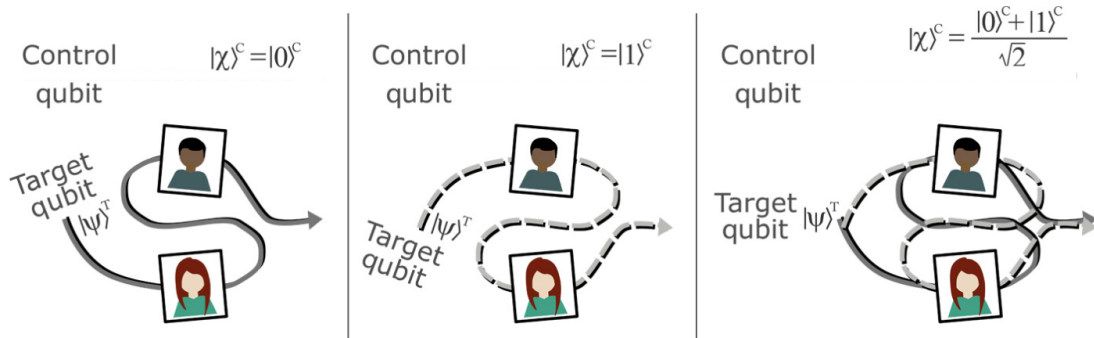 Control
qubit
|χ⟩ᶜ=|0⟩ᶜ
Target
qubit
|ψ⟩ᵀ
Control
qubit
|χ⟩ᶜ=|1⟩ᶜ
|ψ⟩ᵀ
Target
qubit
Control
qubit
|χ⟩ᶜ = (|0⟩ᶜ+|1⟩ᶜ)/√2
Target
qubit |ψ⟩ᵀ